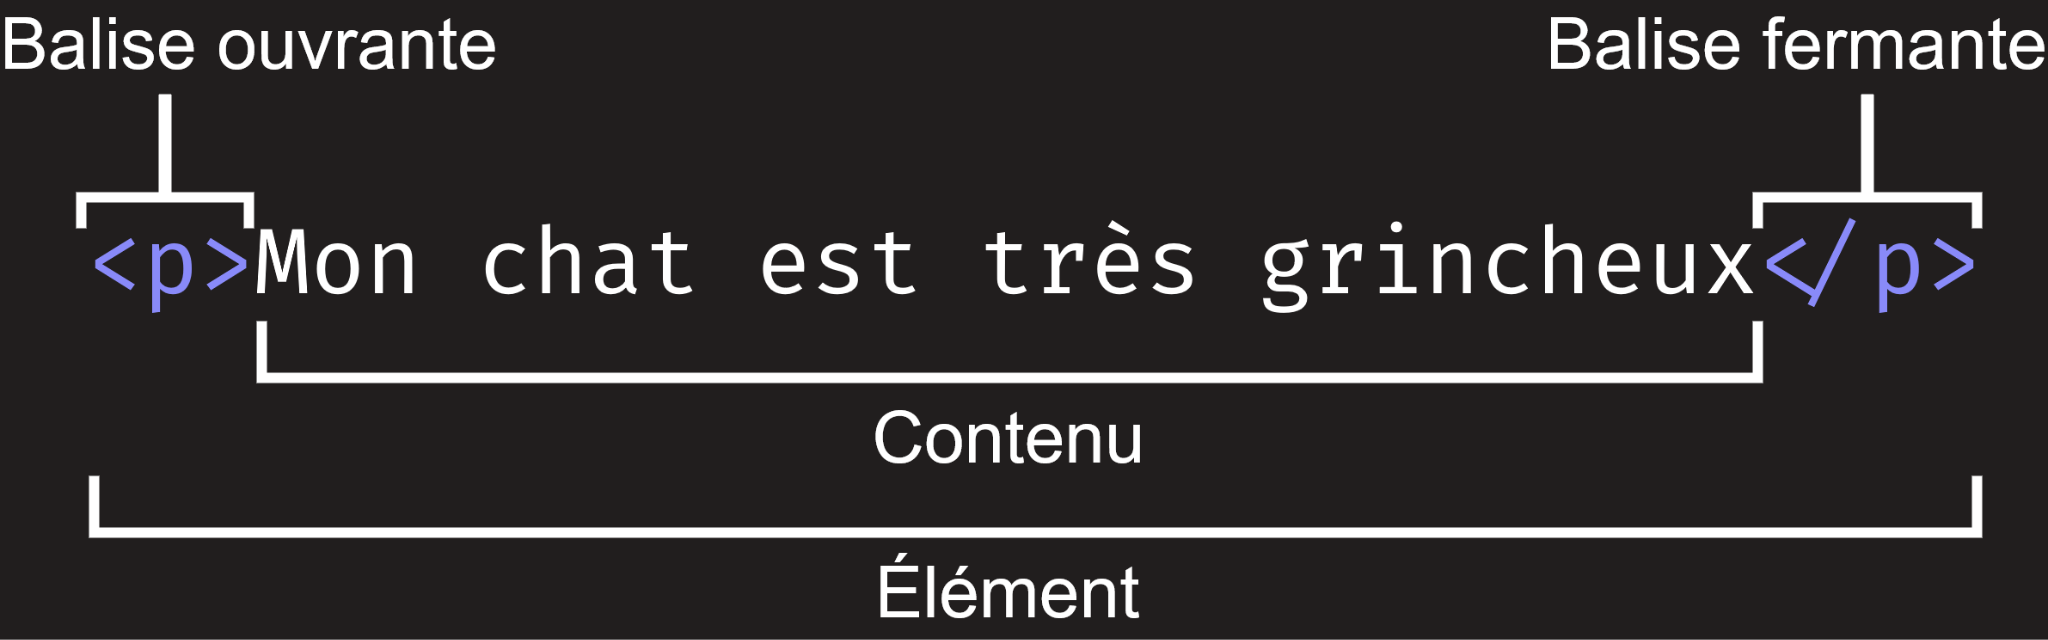 Balise ouvrante Balise fermante
<p>Mon chat est très grincheux</p>
Contenu
Élément